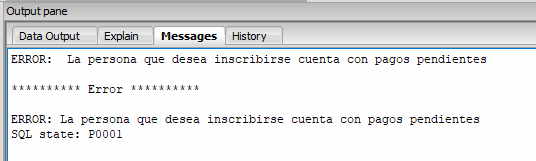 Output pane
Data Output Explain Messages History
ERROR:  La persona que desea inscribirse cuenta con pagos pendientes
********** Error **********
ERROR: La persona que desea inscribirse cuenta con pagos pendientes
SQL state: P0001